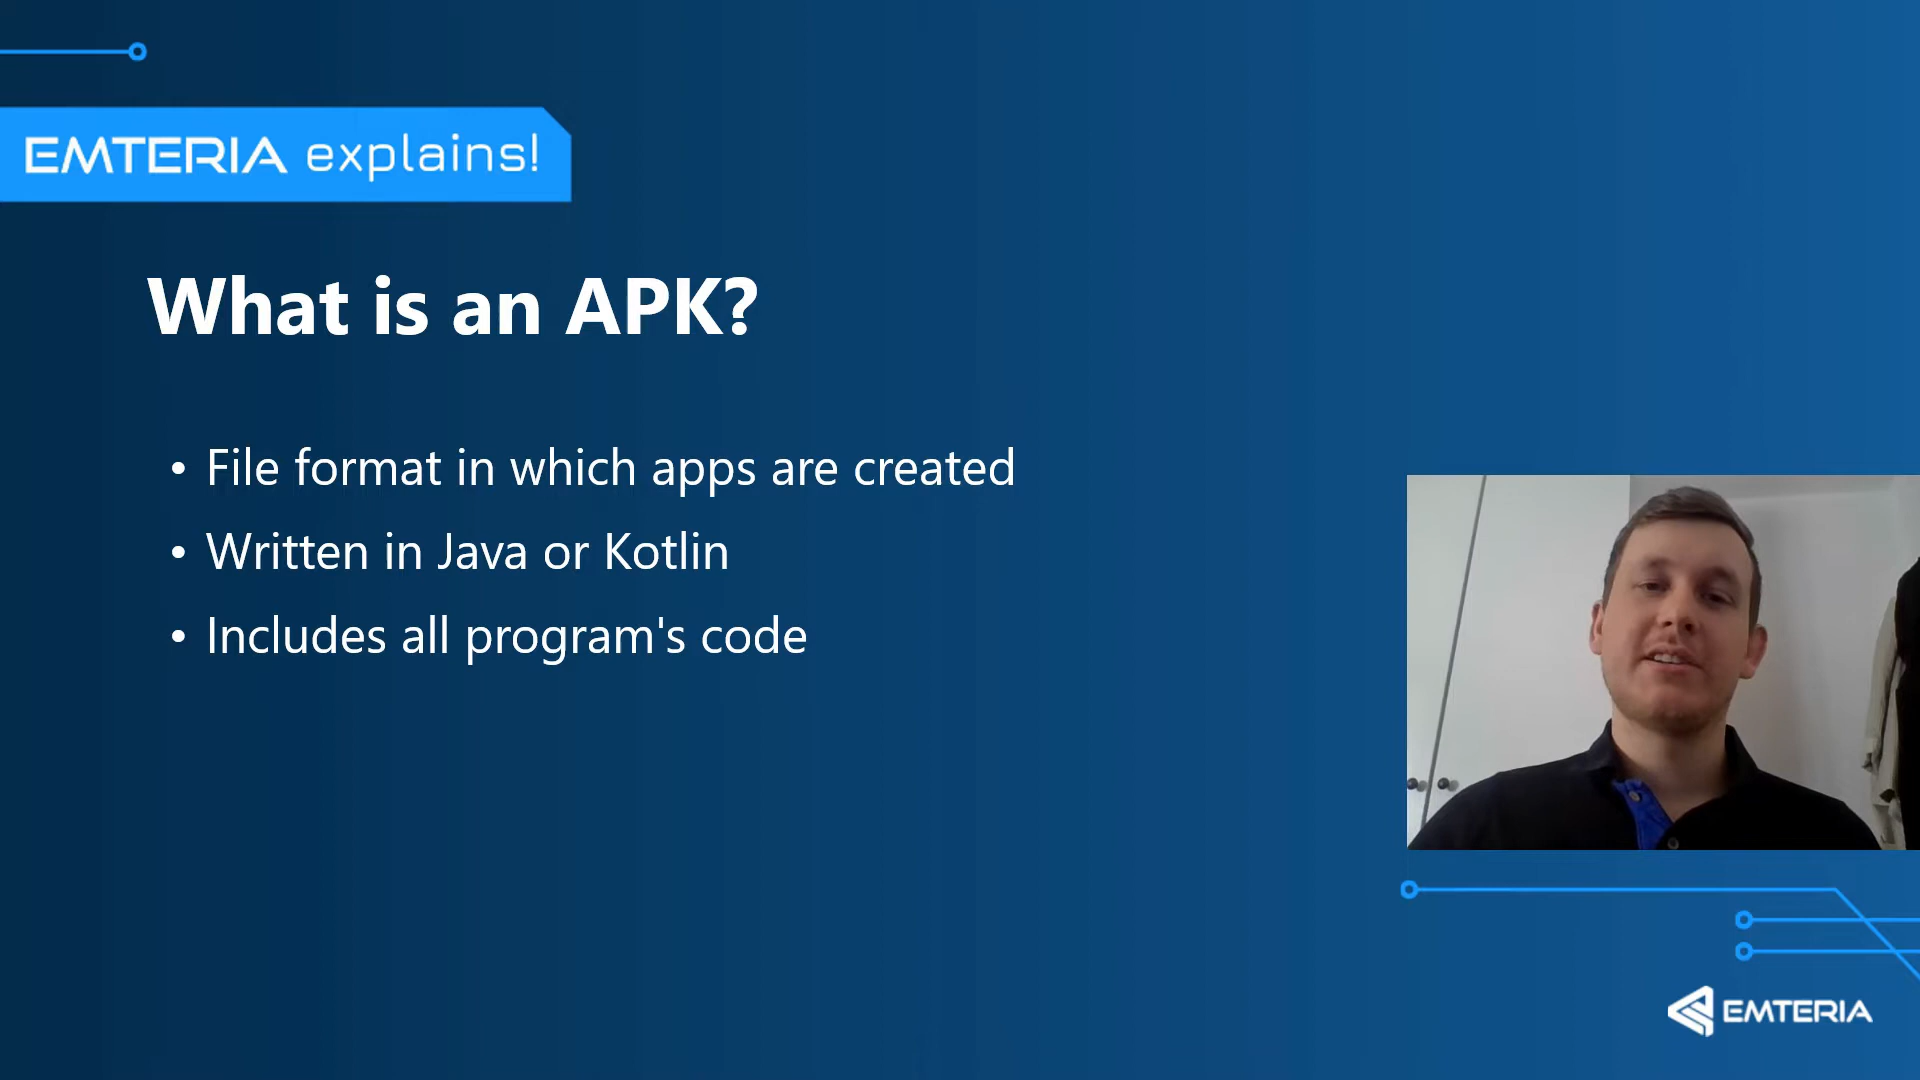 EMTERIA explains!
What is an APK?
• File format in which apps are created
• Written in Java or Kotlin
• Includes all program's code
EMTERIA